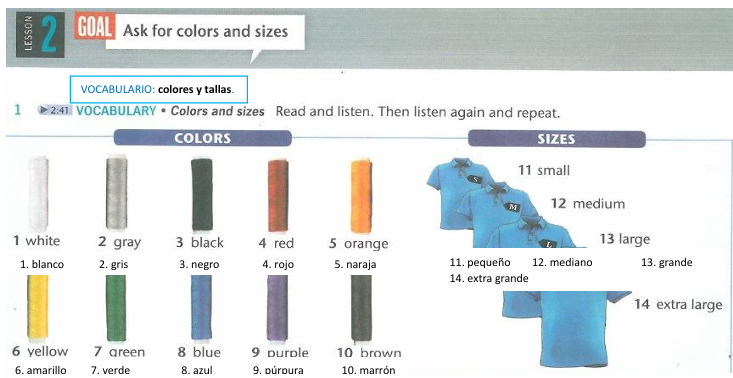 LESSON 2 GOAL Ask for colors and sizes
VOCABULARIO: colores y tallas.
1 2:41 VOCABULARY • Colors and sizes Read and listen. Then listen again and repeat.
COLORS
1 white 2 gray 3 black 4 red 5 orange
1. blanco 2. gris 3. negro 4. rojo 5. naraja
6 yellow 7 green 8 blue 9 purple 10 brown
6. amarillo 7. verde 8. azul 9. púrpura 10. marrón
SIZES
S
11 small
M
12 medium
L
13 large
11. pequeño 12. mediano 13. grande
14. extra grande
14 extra large